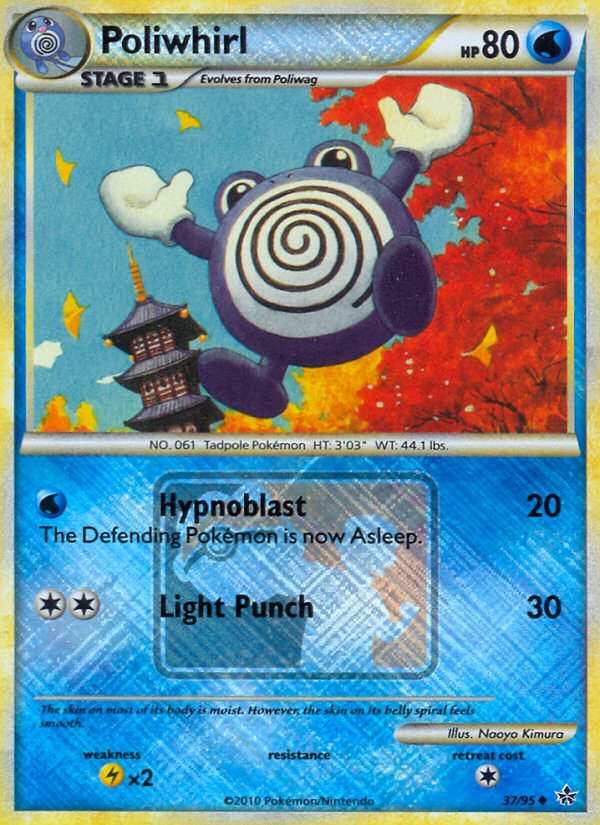 Poliwhirl
HP 80
STAGE 1
Evolves from Poliwag
NO. 061 Tadpole Pokémon HT: 3'03" WT: 44.1 lbs.
Hypnoblast 20
The Defending Pokémon is now Asleep.
Light Punch 30
The skin on most of its body is moist. However, the skin on its belly spiral feels
smooth.
Illus. Naoyo Kimura
weakness resistance retreat cost
×2
©2010 Pokémon/Nintendo 37/95